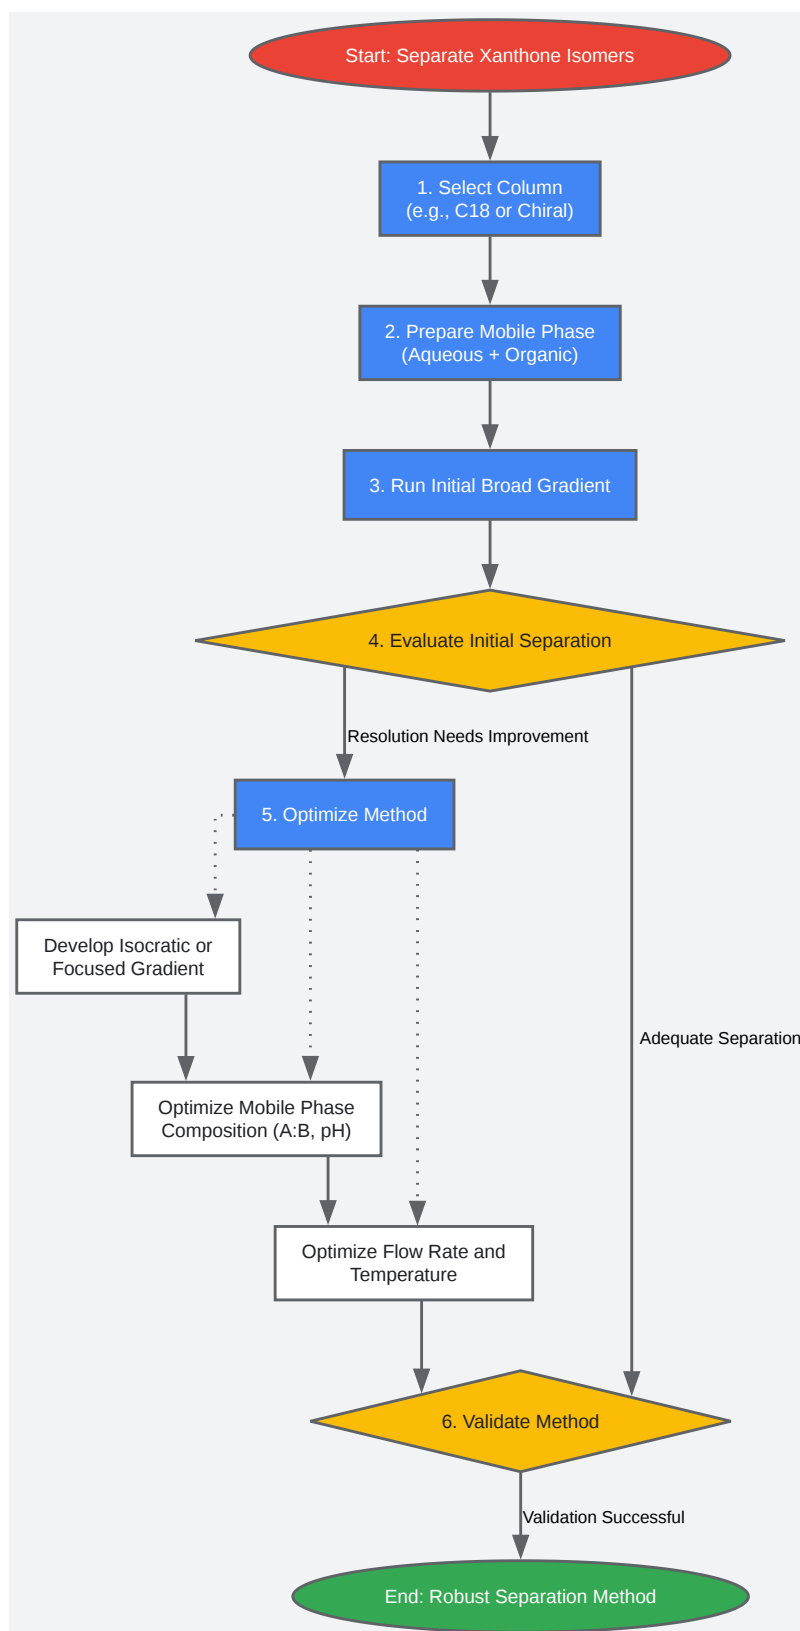 Start: Separate Xanthone Isomers
1. Select Column
(e.g., C18 or Chiral)
2. Prepare Mobile Phase
(Aqueous + Organic)
3. Run Initial Broad Gradient
4. Evaluate Initial Separation
Resolution Needs Improvement
5. Optimize Method
Develop Isocratic or
Focused Gradient
Adequate Separation
Optimize Mobile Phase
Composition (A:B, pH)
Optimize Flow Rate and
Temperature
6. Validate Method
Validation Successful
End: Robust Separation Method